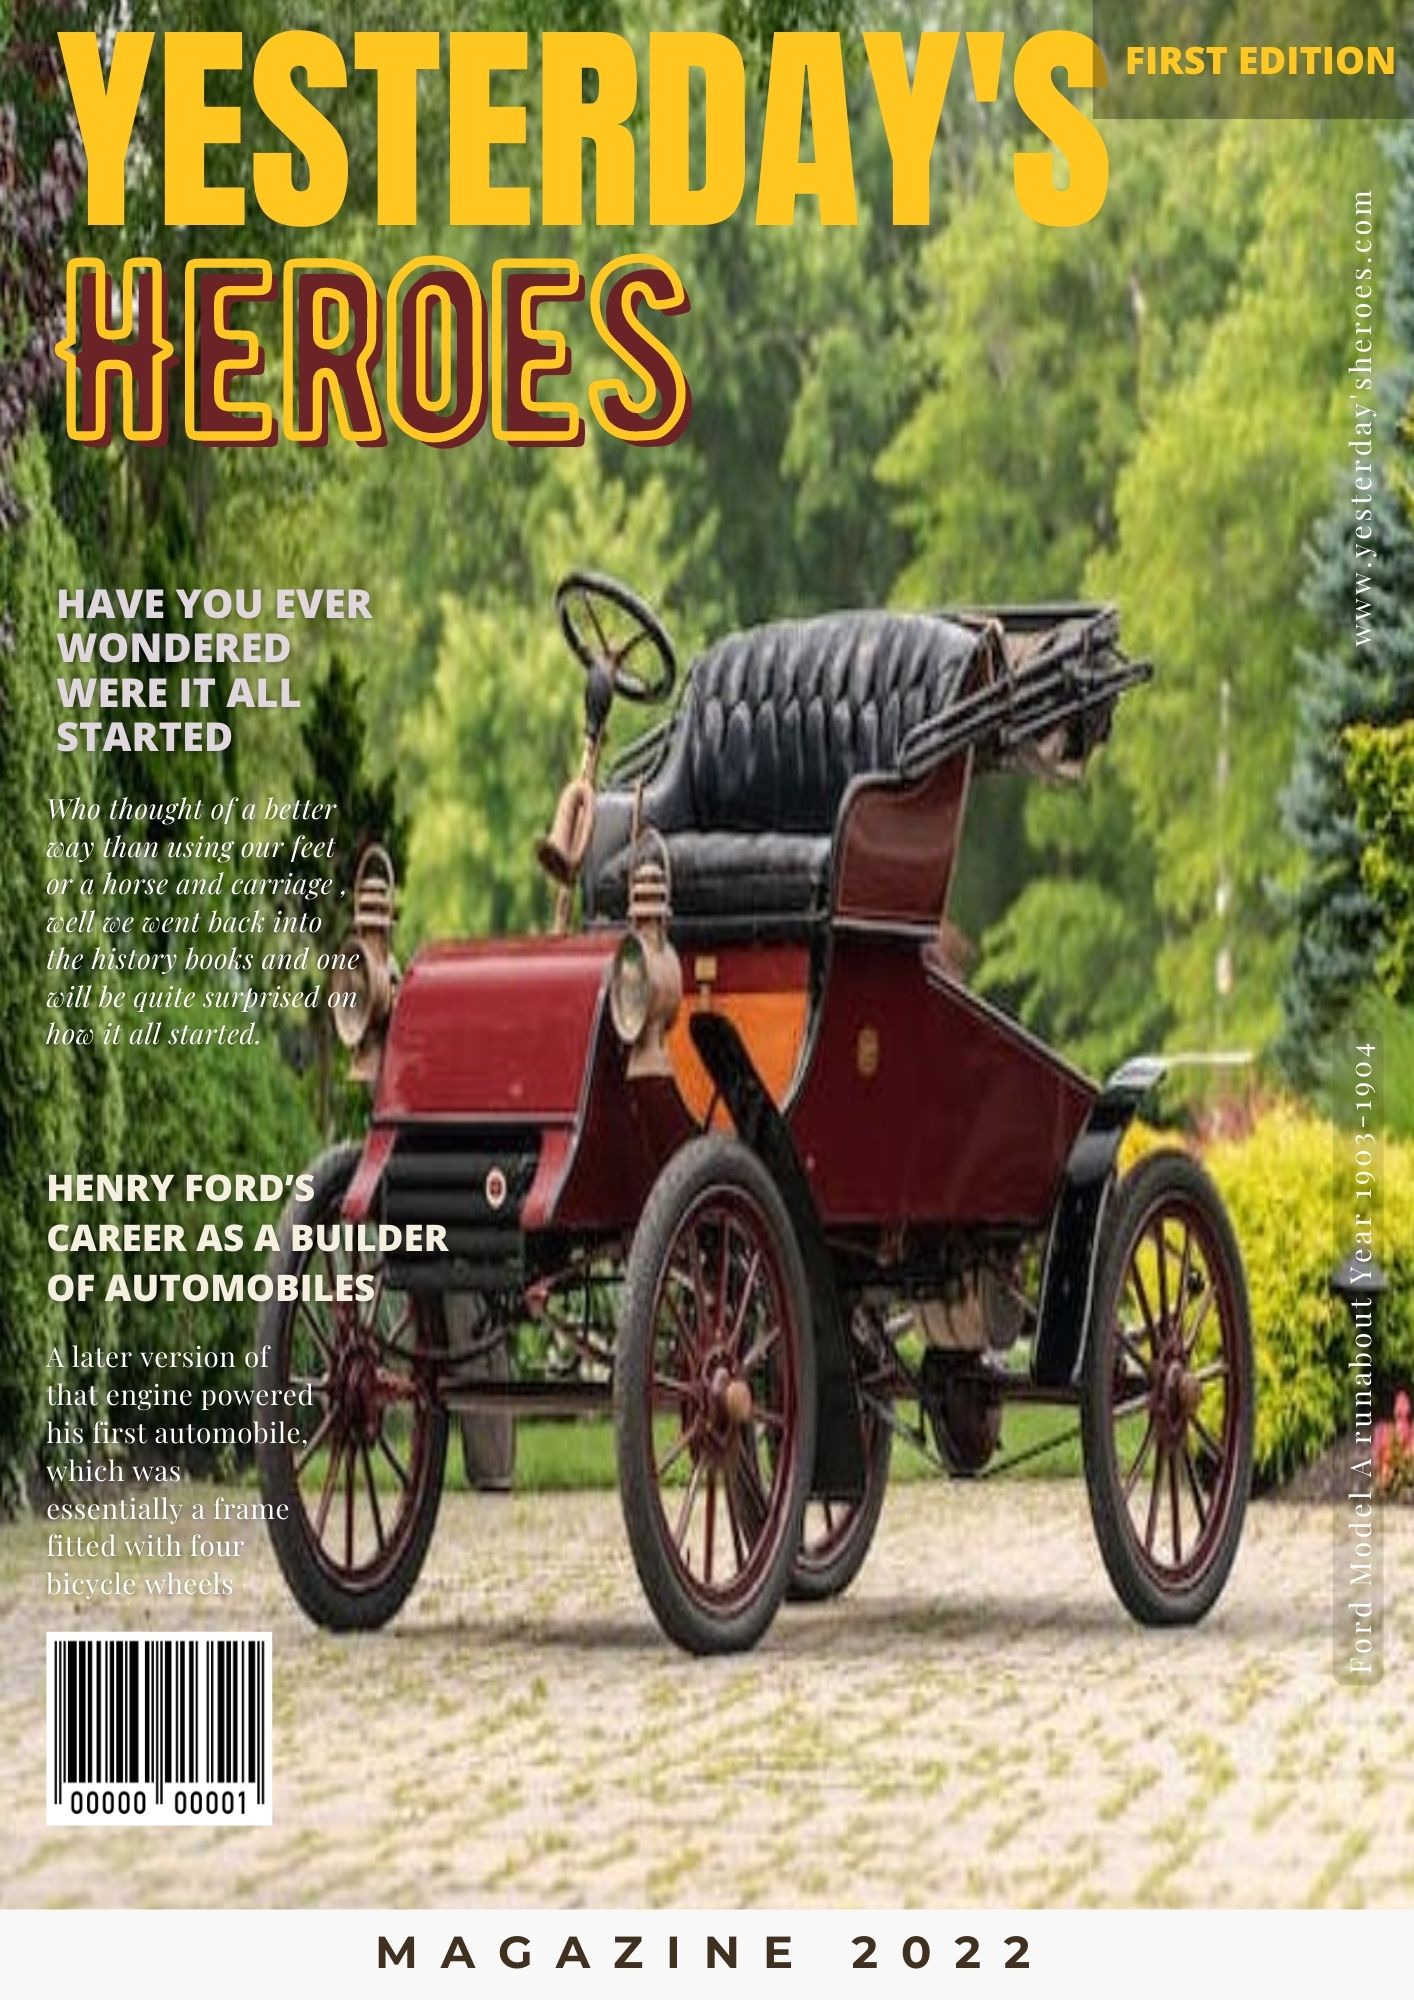 YESTERDAY'S
FIRST EDITION
HEROES
www.yesterday'sheroes.com
HAVE YOU EVER
WONDERED
WERE IT ALL
STARTED
Who thought of a better
way than using our feet
or a horse and carriage ,
well we went back into
the history books and one
will be quite surprised on
how it all started.
HENRY FORD’S
CAREER AS A BUILDER
OF AUTOMOBILES
A later version of
that engine powered
his first automobile,
which was
essentially a frame
fitted with four
bicycle wheels
Ford Model A runabout Year 1903-1904
00000 00001
MAGAZINE 2022